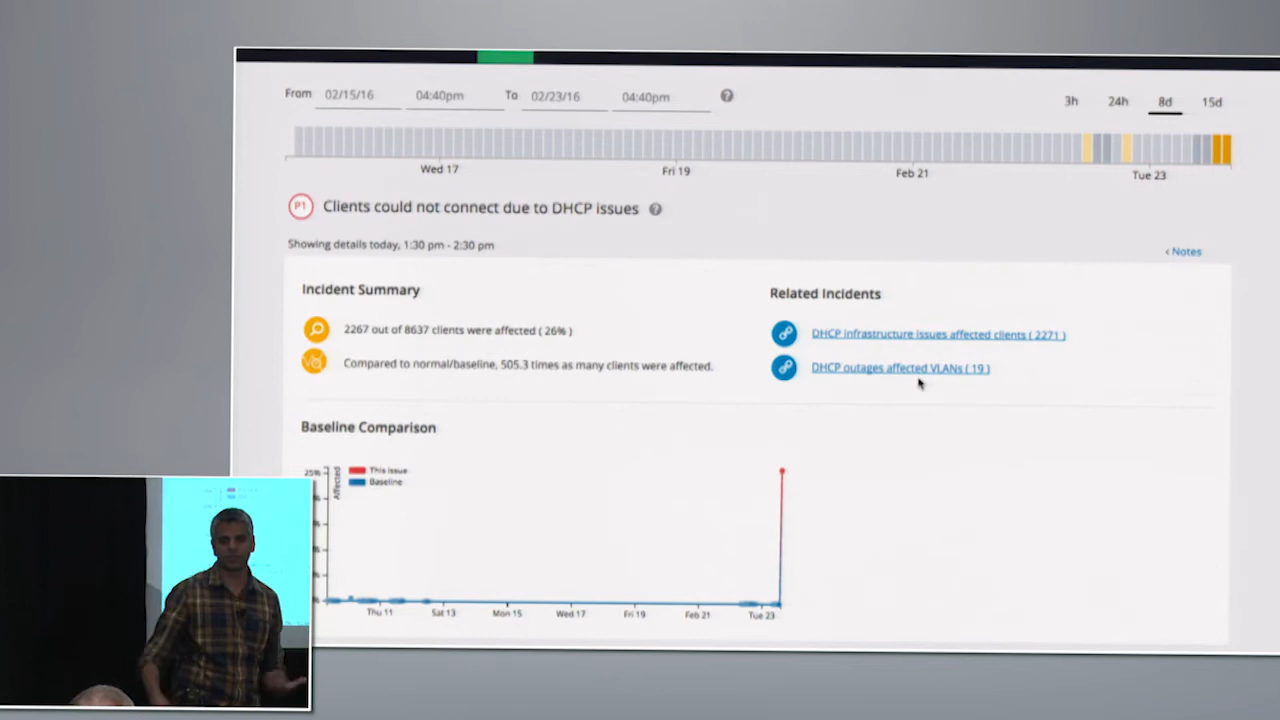 From 02/15/16 04:40pm To 02/23/16 04:40pm ?
3h 24h 8d 15d
Wed 17 Fri 19 Feb 21 Tue 23
P1 Clients could not connect due to DHCP issues ?
Showing details today, 1:30 pm - 2:30 pm
‹ Notes
Incident Summary
2267 out of 8637 clients were affected ( 26% )
Compared to normal/baseline, 505.3 times as many clients were affected.
Related Incidents
DHCP infrastructure issues affected clients ( 2271 )
DHCP outages affected VLANs ( 19 )
Baseline Comparison
25%
Affected
This issue
Baseline
Thu 11 Sat 13 Mon 15 Wed 17 Fri 19 Feb 21 Tue 23